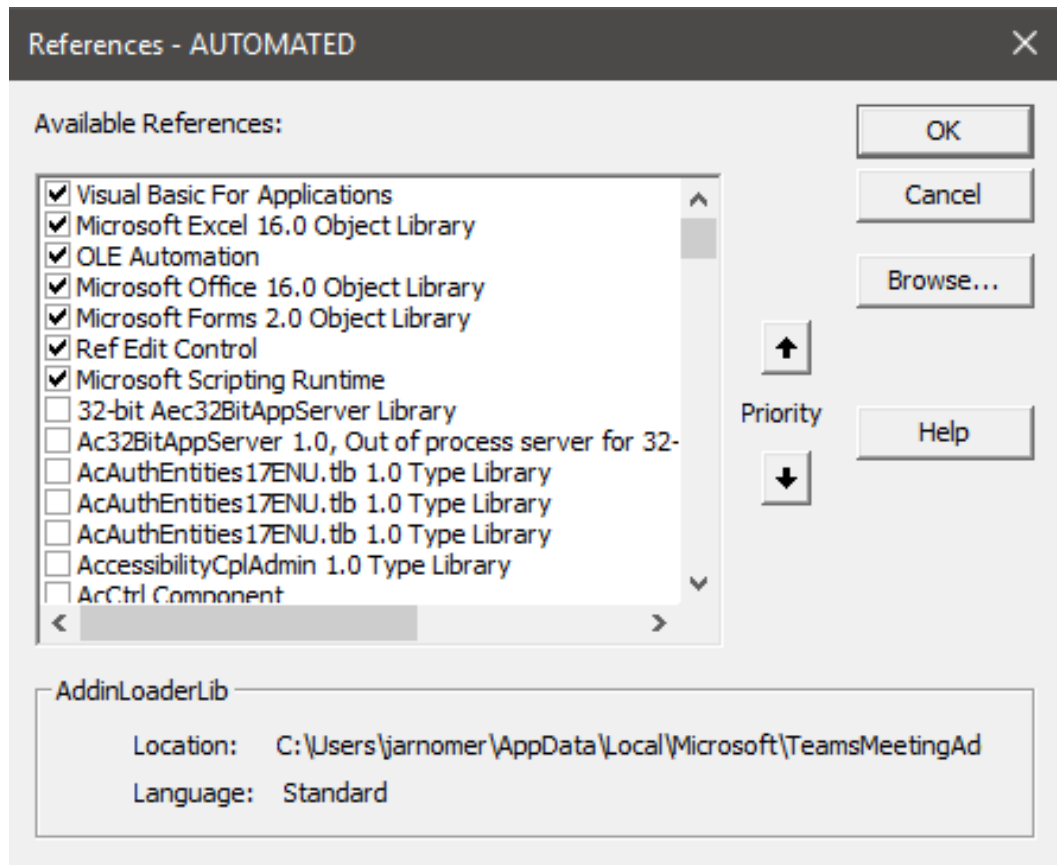 References - AUTOMATED
Available References:
OK
Cancel
Browse...
Priority
Help
Visual Basic For Applications
Microsoft Excel 16.0 Object Library
OLE Automation
Microsoft Office 16.0 Object Library
Microsoft Forms 2.0 Object Library
Ref Edit Control
Microsoft Scripting Runtime
32-bit Aec32BitAppServer Library
Ac32BitAppServer 1.0, Out of process server for 32-
AcAuthEntities17ENU.tlb 1.0 Type Library
AcAuthEntities17ENU.tlb 1.0 Type Library
AcAuthEntities17ENU.tlb 1.0 Type Library
AccessibilityCplAdmin 1.0 Type Library
AcCtrl Component
AddinLoaderLib
Location: C:\Users\jarnomer\AppData\Local\Microsoft\TeamsMeetingAd
Language: Standard